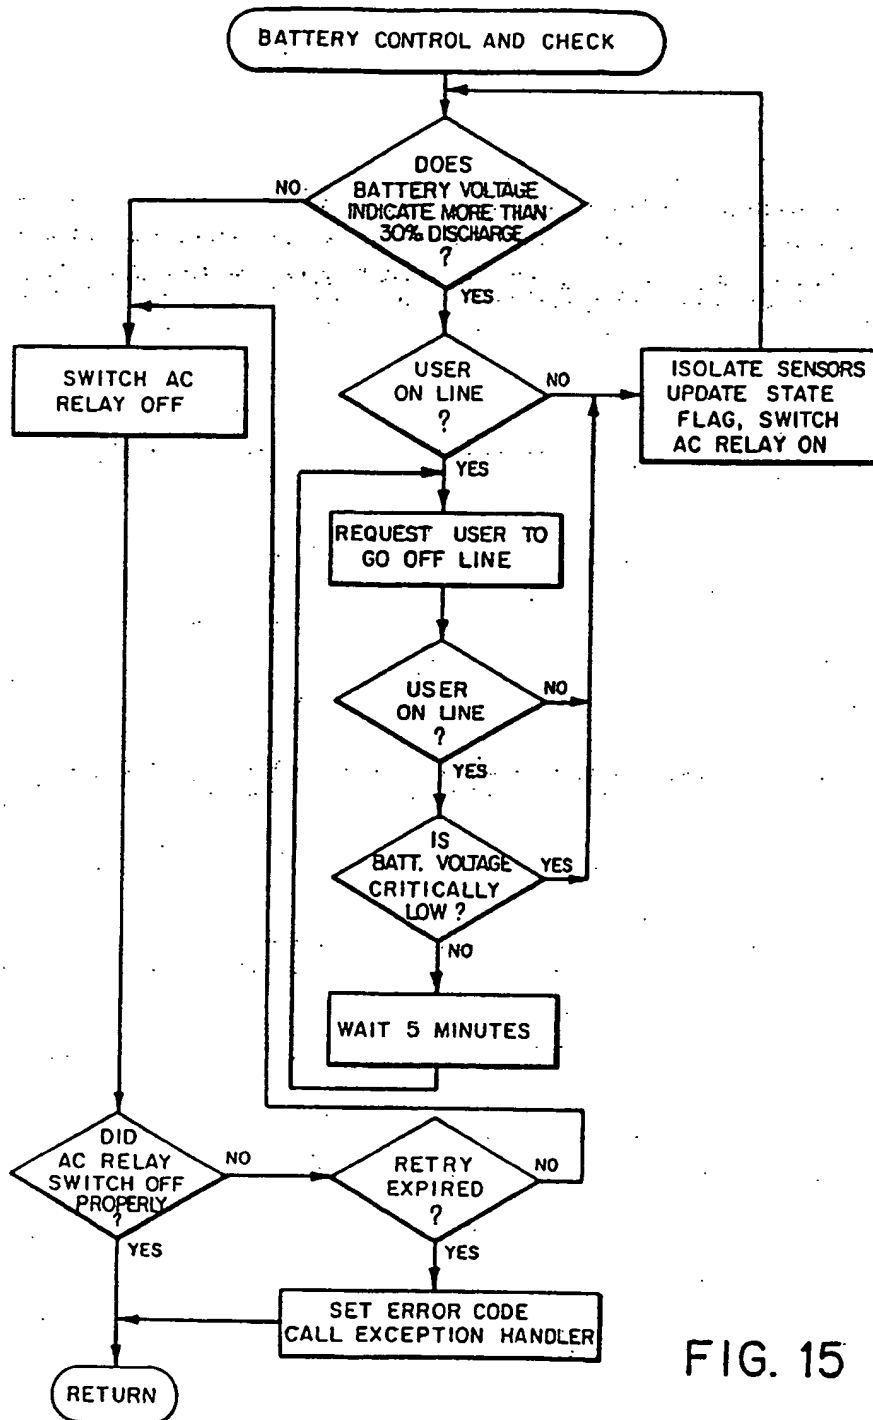 BATTERY CONTROL AND CHECK
DOES
BATTERY VOLTAGE
INDICATE MORE THAN
30% DISCHARGE
?
NO
YES
SWITCH AC
RELAY OFF
USER
ON LINE
?
NO
YES
ISOLATE SENSORS
UPDATE STATE
FLAG, SWITCH
AC RELAY ON
REQUEST USER TO
GO OFF LINE
USER
ON LINE
?
NO
YES
IS
BATT. VOLTAGE
CRITICALLY
LOW ?
YES
NO
WAIT 5 MINUTES
DID
AC RELAY
SWITCH OFF
PROPERLY
?
NO
YES
RETRY
EXPIRED
?
NO
YES
SET ERROR CODE
CALL EXCEPTION HANDLER
RETURN
FIG. 15